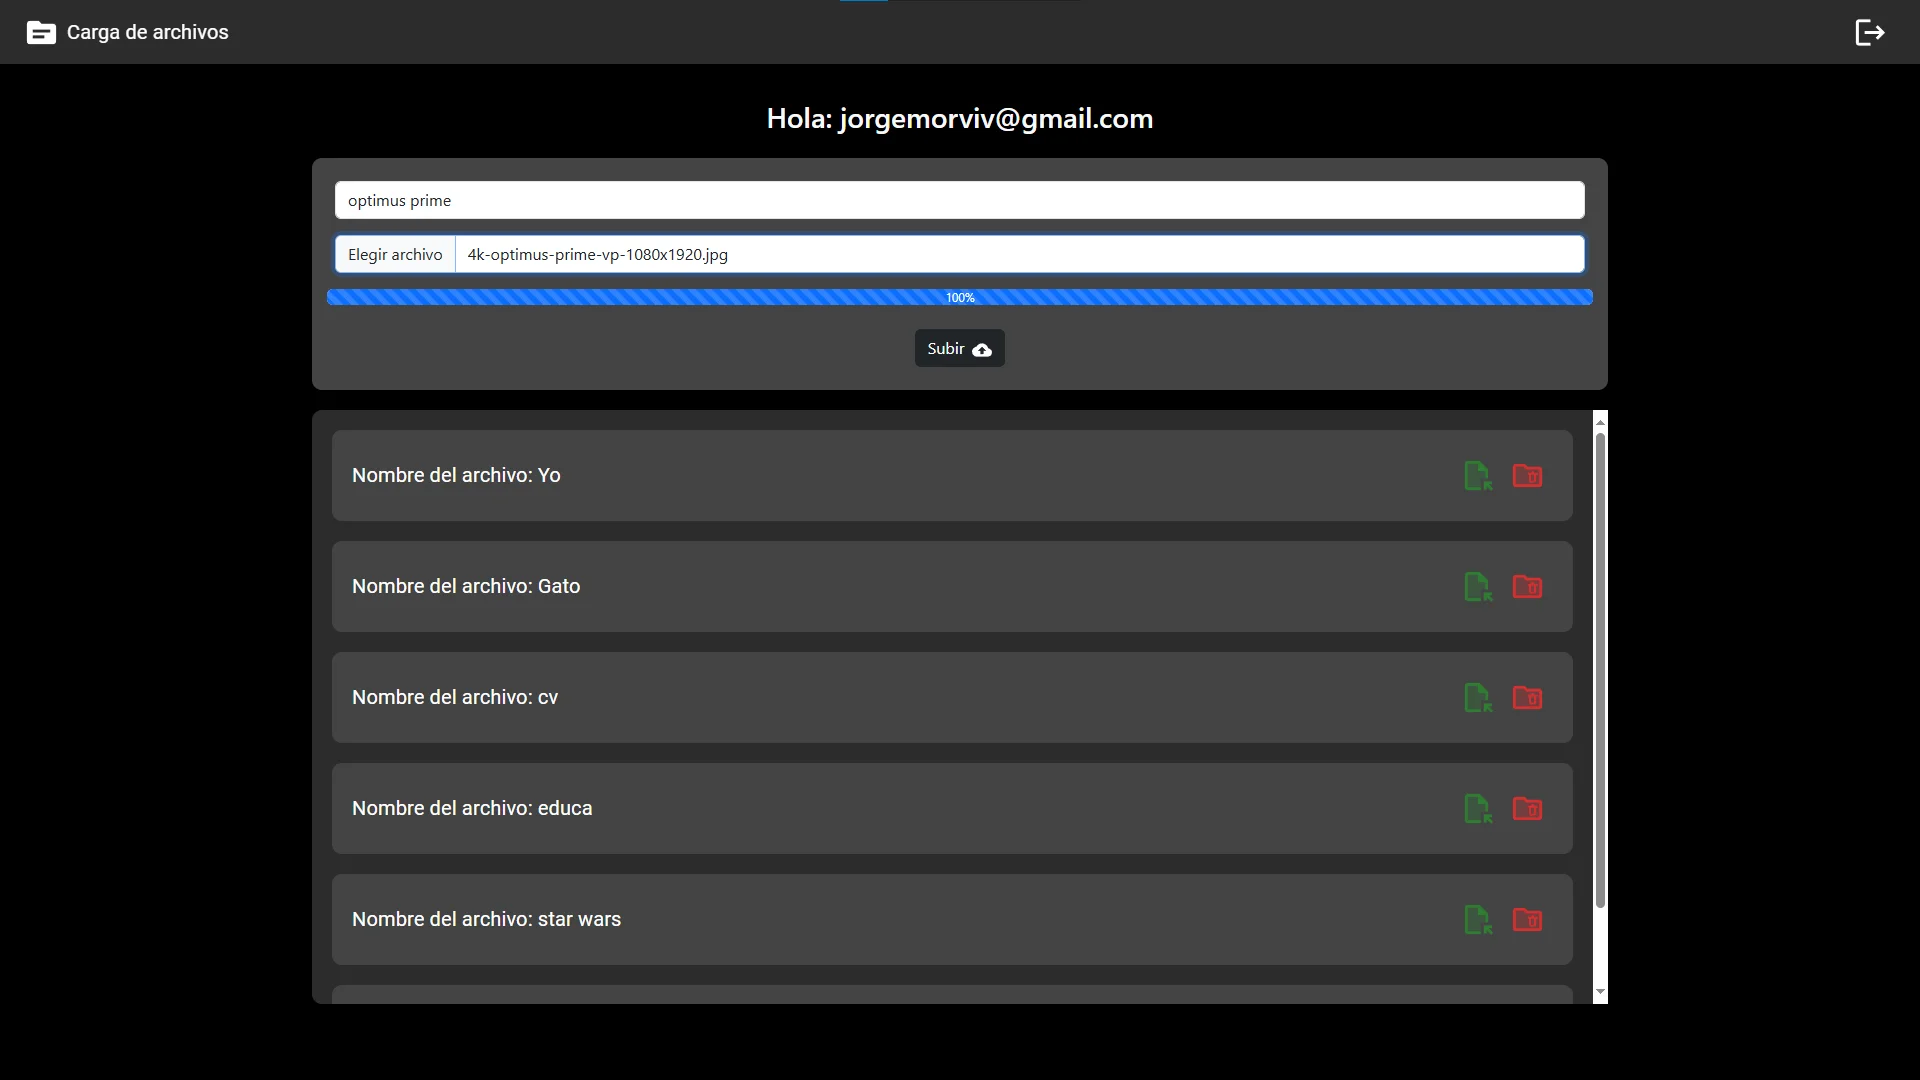 Carga de archivos
Hola: jorgemorviv@gmail.com
optimus prime
Elegir archivo 4k-optimus-prime-vp-1080x1920.jpg
100%
Subir
Nombre del archivo: Yo
Nombre del archivo: Gato
Nombre del archivo: cv
Nombre del archivo: educa
Nombre del archivo: star wars